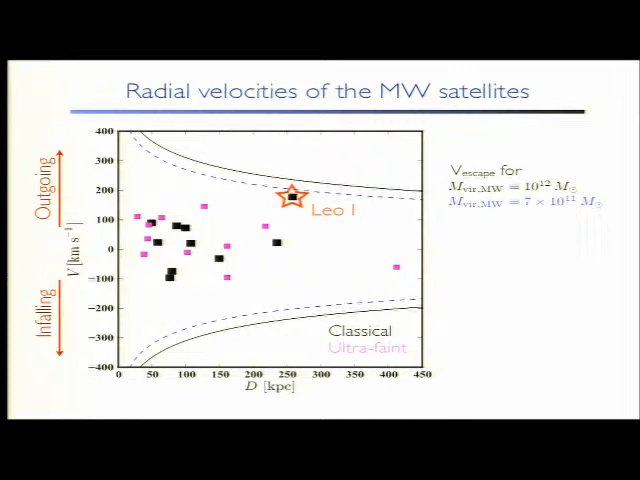 Radial velocities of the MW satellites
Outgoing
Infalling
V [km s⁻¹]
400
300
200
100
0
−100
−200
−300
−400
0
50
100
150
200
250
300
350
400
450
D [kpc]
Leo I
Classical
Ultra-faint
Vescape for
Mvir,MW = 10¹² M⊙
Mvir,MW = 7 × 10¹¹ M⊙